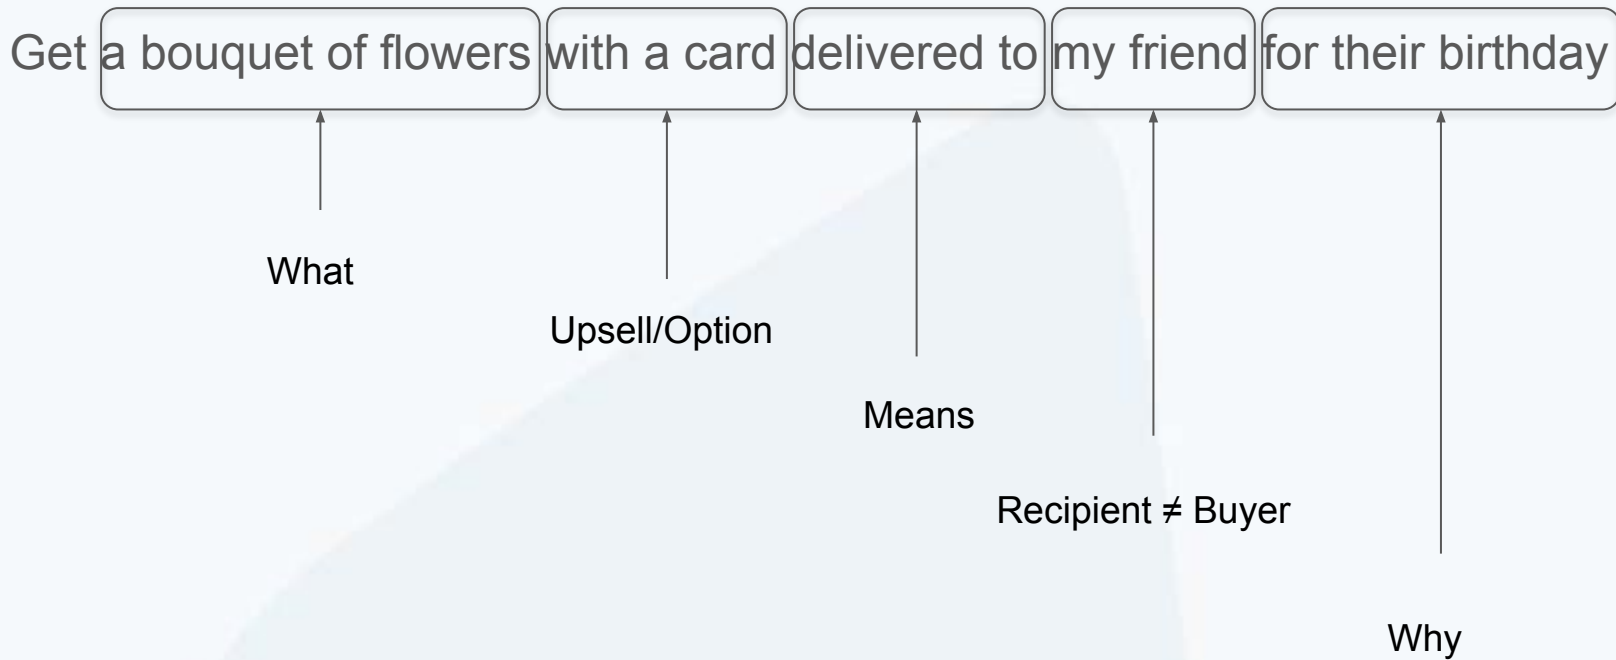 Get a bouquet of flowers with a card delivered to my friend for their birthday
What
Upsell/Option
Means
Recipient ≠ Buyer
Why